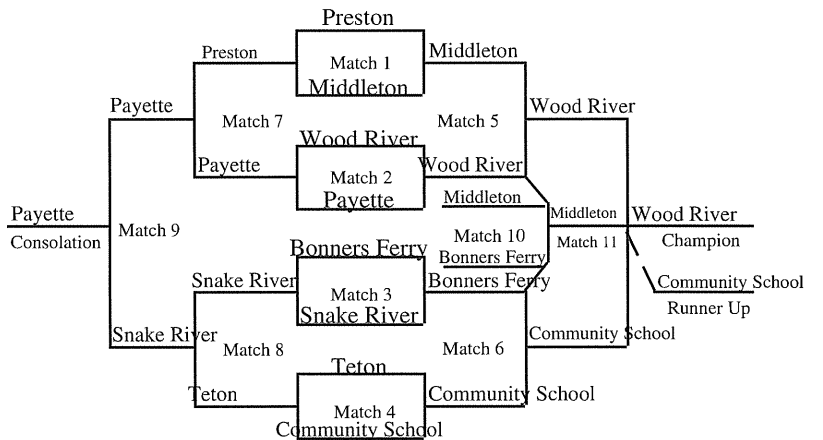 Preston
Preston
Match 1
Middleton
Middleton
Payette
Match 7
Match 5
Wood River
Wood River
Payette
Match 2
Wood River
Payette
Middleton
Payette
Consolation
Match 9
Middleton
Wood River
Match 10
Match 11
Champion
Bonners Ferry
Bonners Ferry
Snake River
Match 3
Bonners Ferry
Community School
Snake River
Runner Up
Snake River
Community School
Match 8
Match 6
Teton
Teton
Community School
Match 4
Community School